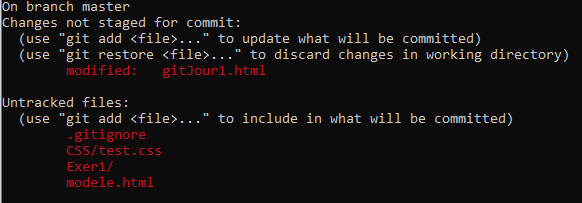 On branch master
Changes not staged for commit:
  (use "git add <file>..." to update what will be committed)
  (use "git restore <file>..." to discard changes in working directory)
        modified:   gitJour1.html

Untracked files:
  (use "git add <file>..." to include in what will be committed)
        .gitignore
        CSS/test.css
        Exer1/
        modele.html